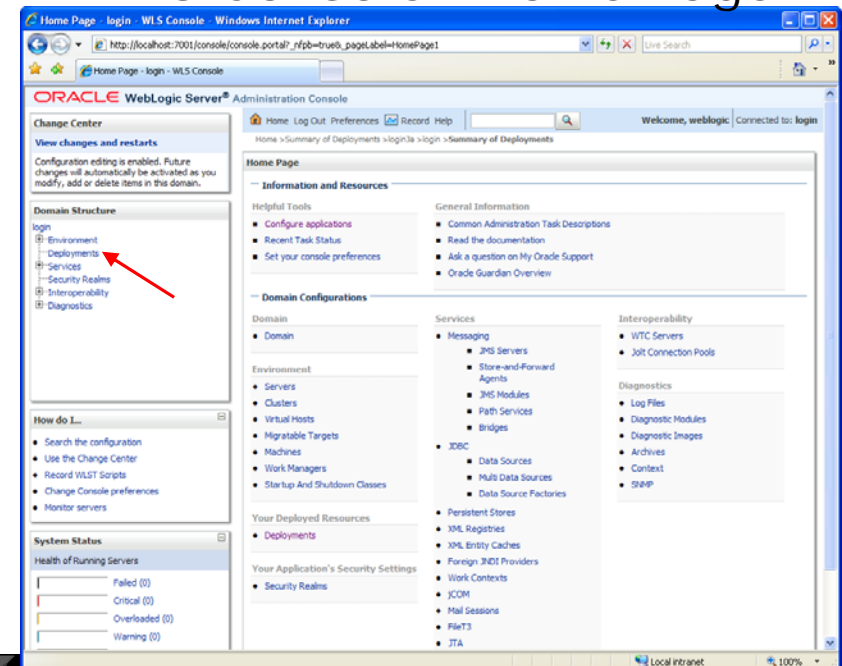 Home Page - login - WLS Console - Windows Internet Explorer
http://localhost:7001/console/console.portal?_nfpb=true&_pageLabel=HomePage1
Live Search
Home Page - login - WLS Console
ORACLE WebLogic Server® Administration Console
Change Center
View changes and restarts
Configuration editing is enabled. Future
changes will automatically be activated as you
modify, add or delete items in this domain.
Domain Structure
login
Environment
Deployments
Services
Security Realms
Interoperability
Diagnostics
How do I...
Search the configuration
Use the Change Center
Record WLST Scripts
Change Console preferences
Monitor servers
System Status
Health of Running Servers
Failed (0)
Critical (0)
Overloaded (0)
Warning (0)
Home Log Out Preferences Record Help
Welcome, weblogic Connected to: login
Home >Summary of Deployments >loginJa >login >Summary of Deployments
Home Page
Information and Resources
Helpful Tools
Configure applications
Recent Task Status
Set your console preferences
General Information
Common Administration Task Descriptions
Read the documentation
Ask a question on My Oracle Support
Oracle Guardian Overview
Domain Configurations
Domain
Domain
Environment
Servers
Clusters
Virtual Hosts
Migratable Targets
Machines
Work Managers
Startup And Shutdown Classes
Your Deployed Resources
Deployments
Your Application's Security Settings
Security Realms
Services
Messaging
JMS Servers
Store-and-Forward
Agents
JMS Modules
Path Services
Bridges
JDBC
Data Sources
Multi Data Sources
Data Source Factories
Persistent Stores
XML Registries
XML Entity Caches
Foreign JNDI Providers
Work Contexts
jCOM
Mail Sessions
FileT3
JTA
Interoperability
WTC Servers
Jolt Connection Pools
Diagnostics
Log Files
Diagnostic Modules
Diagnostic Images
Archives
Context
SNMP
Local intranet
100%